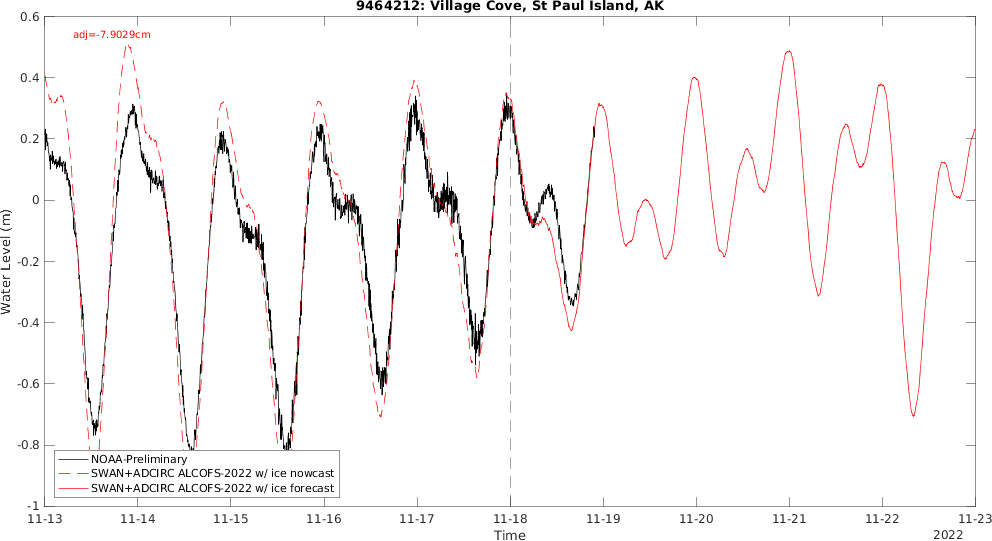 9464212: Village Cove, St Paul Island, AK
adj=-7.9029cm
Water Level (m)
0.6
0.4
0.2
0
-0.2
-0.4
-0.6
-0.8
-1
NOAA-Preliminary
SWAN+ADCIRC ALCOFS-2022 w/ ice nowcast
SWAN+ADCIRC ALCOFS-2022 w/ ice forecast
11-13 11-14 11-15 11-16 11-17 11-18 11-19 11-20 11-21 11-22 11-23
Time
2022